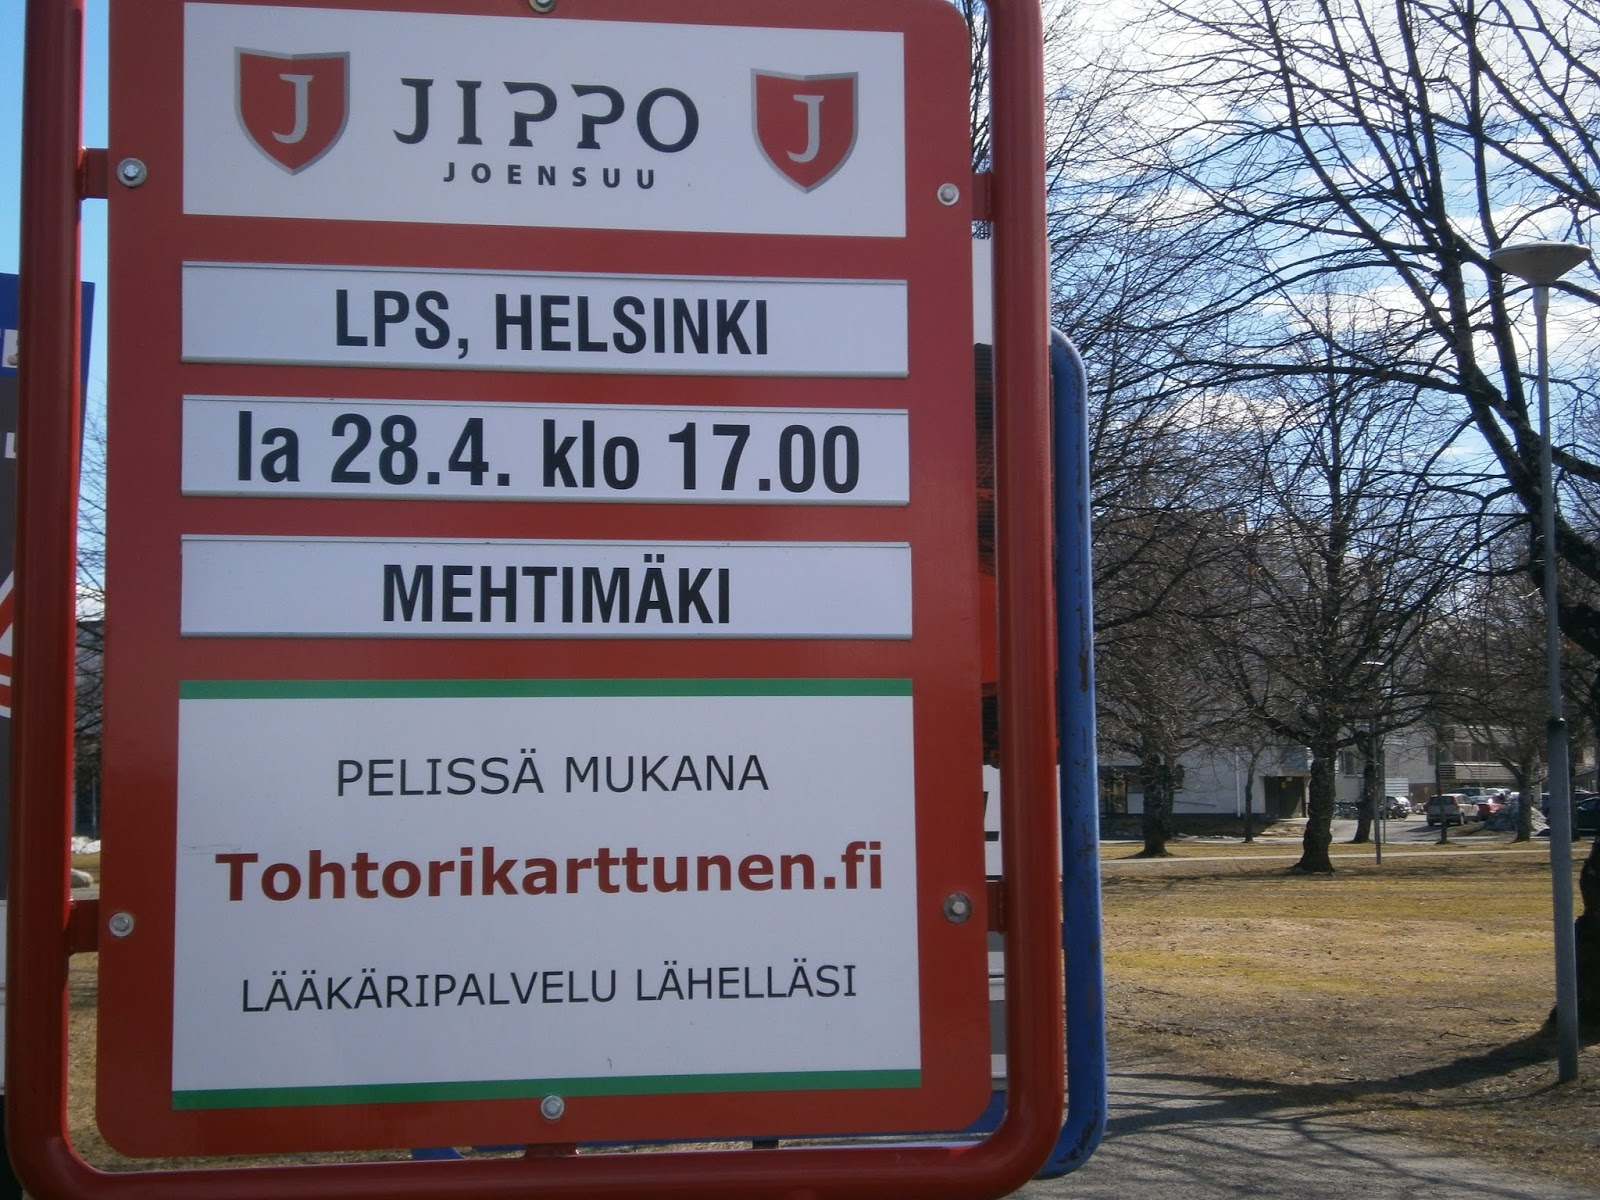 J JIPPO J
JOENSUU
LPS, HELSINKI
la 28.4. klo 17.00
MEHTIMÄKI
PELISSÄ MUKANA
Tohtorikarttunen.fi
LÄÄKÄRIPALVELU LÄHELLÄSI